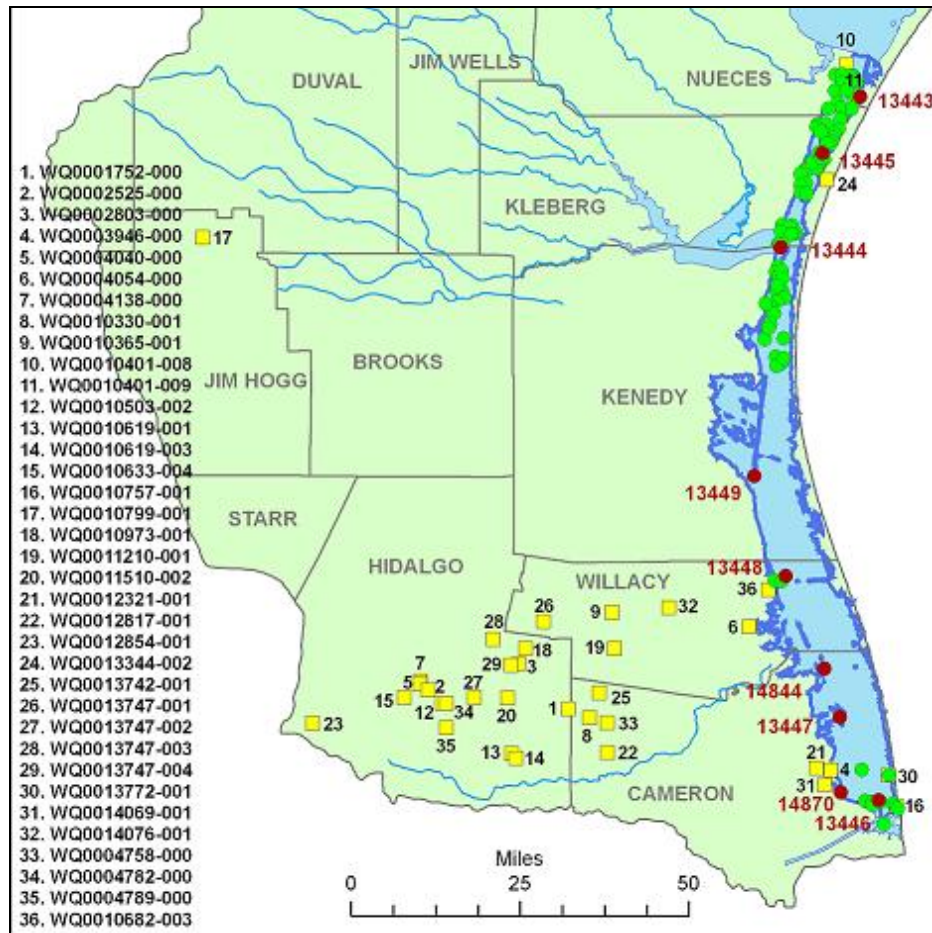 10
JIM WELLS
DUVAL
NUECES
11
13443
1. WQ0001752-000
2. WQ0002525-000
3. WQ0002803-000
4. WQ0003946-000
5. WQ0004040-000
6. WQ0004054-000
7. WQ0004138-000
8. WQ0010330-001
9. WQ0010365-001
10. WQ0010401-008
11. WQ0010401-009
12. WQ0010503-002
13. WQ0010619-001
14. WQ0010619-003
15. WQ0010633-004
16. WQ0010757-001
17. WQ0010799-001
18. WQ0010973-001
19. WQ0011210-001
20. WQ0011510-002
21. WQ0012321-001
22. WQ0012817-001
23. WQ0012854-001
24. WQ0013344-002
25. WQ0013742-001
26. WQ0013747-001
27. WQ0013747-002
28. WQ0013747-003
29. WQ0013747-004
30. WQ0013772-001
31. WQ0014069-001
32. WQ0014076-001
33. WQ0004758-000
34. WQ0004782-000
35. WQ0004789-000
36. WQ0010682-003
13445
24
KLEBERG
17
13444
BROOKS
JIM HOGG
KENEDY
13449
STARR
HIDALGO
WILLACY
13448
36
26
9
32
6
28
18
19
29
3
7
5
2
27
25
14844
15
12
34
20
1
13447
23
35
8
33
13
14
22
21
4
30
31
CAMERON
14870
16
13446
Miles
0
25
50